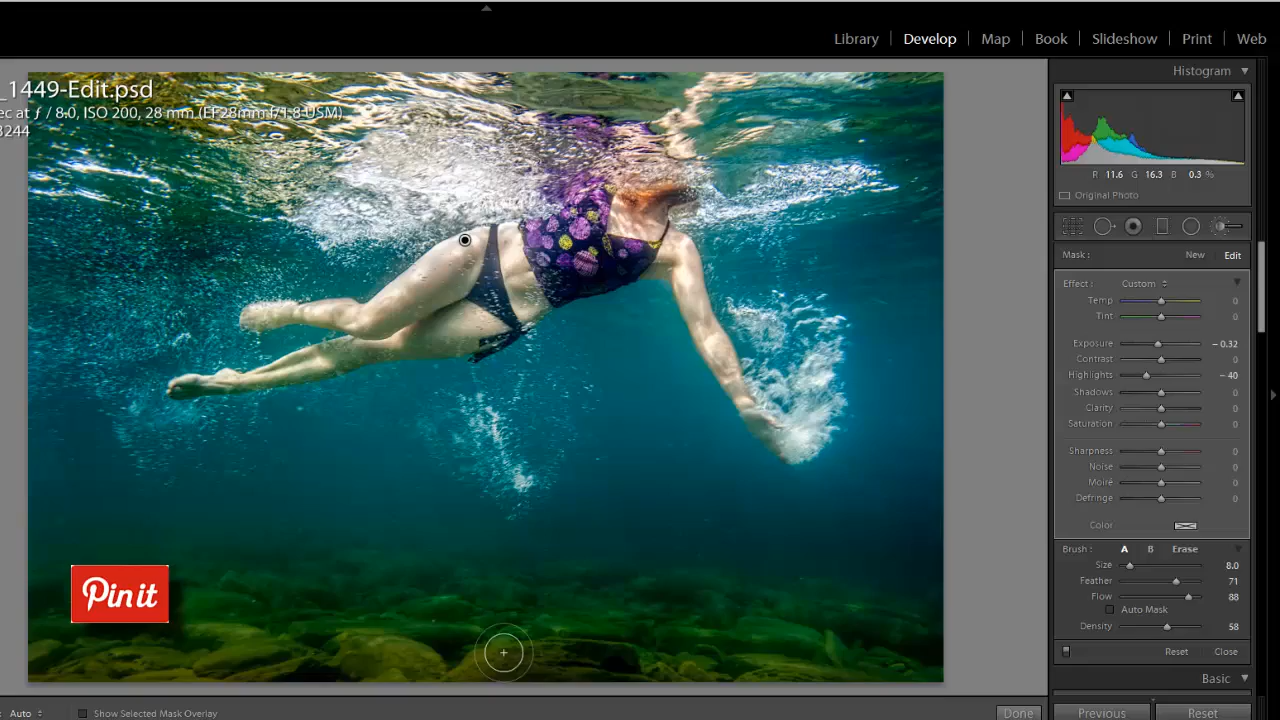 Library Develop Map Book Slideshow Print Web
_1449-Edit.psd
ec at ƒ / 8.0, ISO 200, 28 mm (EF28mm f/1.8 USM)
3244
Histogram
R 11.6 G 16.3 B 0.3 %
Original Photo
Mask : New Edit
Effect : Custom
Temp 0
Tint 0
Exposure – 0.32
Contrast 0
Highlights – 40
Shadows 0
Clarity 0
Saturation 0
Sharpness 0
Noise 0
Moiré 0
Defringe 0
Color
Brush : A B Erase
Size 8.0
Feather 71
Flow 88
Auto Mask
Density 58
Reset Close
Basic
Pin it
: Auto Show Selected Mask Overlay Done Previous Reset